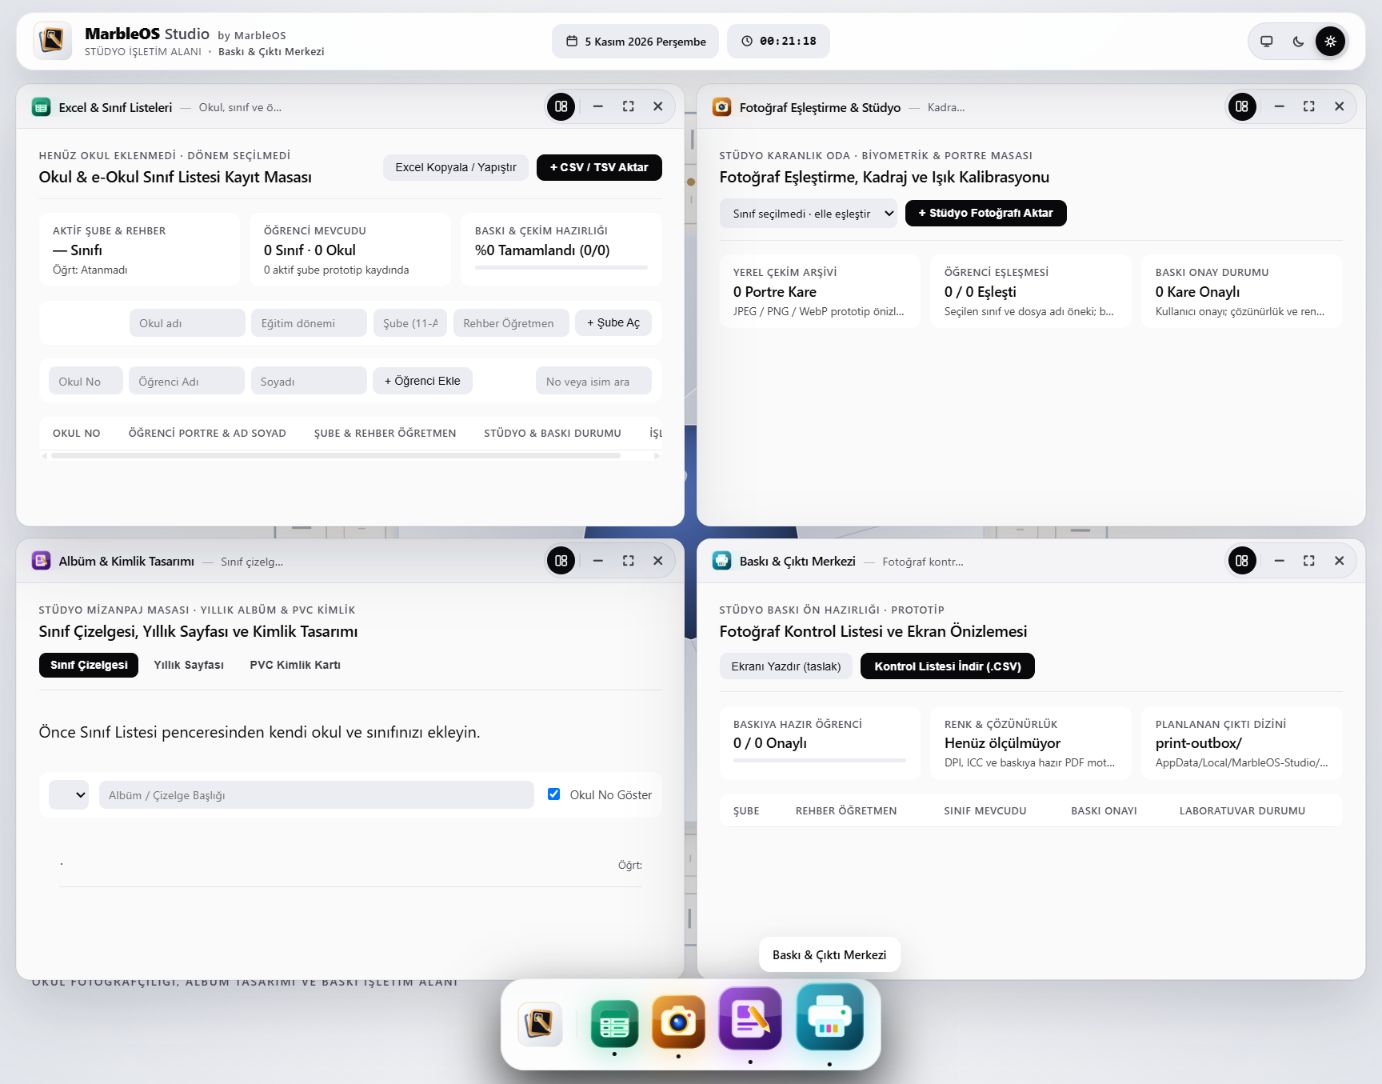 MarbleOS Studio by MarbleOS
STÜDYO İŞLETİM ALANI • Baskı & Çıktı Merkezi
5 Kasım 2026 Perşembe
00:21:18
Excel & Sınıf Listeleri — Okul, sınıf ve ö...
HENÜZ OKUL EKLENMEDİ · DÖNEM SEÇİLMEDİ
Okul & e-Okul Sınıf Listesi Kayıt Masası
Excel Kopyala / Yapıştır
+ CSV / TSV Aktar
AKTİF ŞUBE & REHBER
— Sınıfı
Öğrt: Atanmadı
ÖĞRENCİ MEVCUDU
0 Sınıf · 0 Okul
0 aktif şube prototip kaydında
BASKI & ÇEKİM HAZIRLIĞI
%0 Tamamlandı (0/0)
Okul adı
Eğitim dönemi
Şube (11-A
Rehber Öğretmen
+ Şube Aç
Okul No
Öğrenci Adı
Soyadı
+ Öğrenci Ekle
No veya isim ara
OKUL NO
ÖĞRENCİ PORTRE & AD SOYAD
ŞUBE & REHBER ÖĞRETMEN
STÜDYO & BASKI DURUMU
İŞL
Fotoğraf Eşleştirme & Stüdyo — Kadra...
STÜDYO KARANLIK ODA · BİYOMETRİK & PORTRE MASASI
Fotoğraf Eşleştirme, Kadraj ve Işık Kalibrasyonu
Sınıf seçilmedi · elle eşleştir
+ Stüdyo Fotoğrafı Aktar
YEREL ÇEKİM ARŞİVİ
0 Portre Kare
JPEG / PNG / WebP prototip önizl...
ÖĞRENCİ EŞLEŞMESİ
0 / 0 Eşleşti
Seçilen sınıf ve dosya adı öneki; b...
BASKI ONAY DURUMU
0 Kare Onaylı
Kullanıcı onayı; çözünürlük ve ren...
Albüm & Kimlik Tasarımı — Sınıf çizelg...
STÜDYO MİZANPAJ MASASI · YILLIK ALBÜM & PVC KİMLİK
Sınıf Çizelgesi, Yıllık Sayfası ve Kimlik Tasarımı
Sınıf Çizelgesi
Yıllık Sayfası
PVC Kimlik Kartı
Önce Sınıf Listesi penceresinden kendi okul ve sınıfınızı ekleyin.
Albüm / Çizelge Başlığı
Okul No Göster
·
Öğrt:
Baskı & Çıktı Merkezi — Fotoğraf kontr...
STÜDYO BASKI ÖN HAZIRLIĞI · PROTOTİP
Fotoğraf Kontrol Listesi ve Ekran Önizlemesi
Ekranı Yazdır (taslak)
Kontrol Listesi İndir (.CSV)
BASKIYA HAZIR ÖĞRENCİ
0 / 0 Onaylı
RENK & ÇÖZÜNÜRLÜK
Henüz ölçülmüyor
DPI, ICC ve baskıya hazır PDF mot...
PLANLANAN ÇIKTI DİZİNİ
print-outbox/
AppData/Local/MarbleOS-Studio/...
ŞUBE
REHBER ÖĞRETMEN
SINIF MEVCUDU
BASKI ONAYI
LABORATUVAR DURUMU
Baskı & Çıktı Merkezi
OKUL FOTOĞRAFÇILIĞI, ALBÜM TASARIMI VE BASKI İŞLETİM ALANI